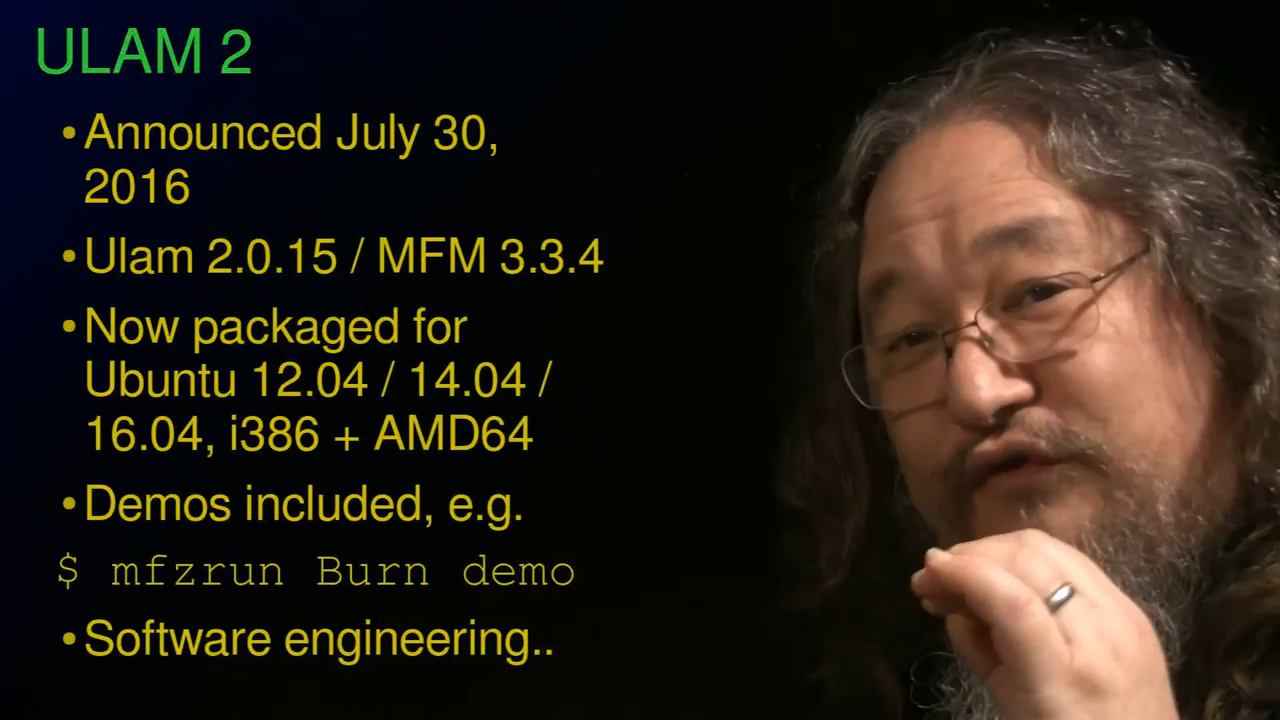 ULAM 2
•Announced July 30,
2016
•Ulam 2.0.15 / MFM 3.3.4
•Now packaged for
Ubuntu 12.04 / 14.04 /
16.04, i386 + AMD64
•Demos included, e.g.
$ mfzrun Burn demo
•Software engineering..